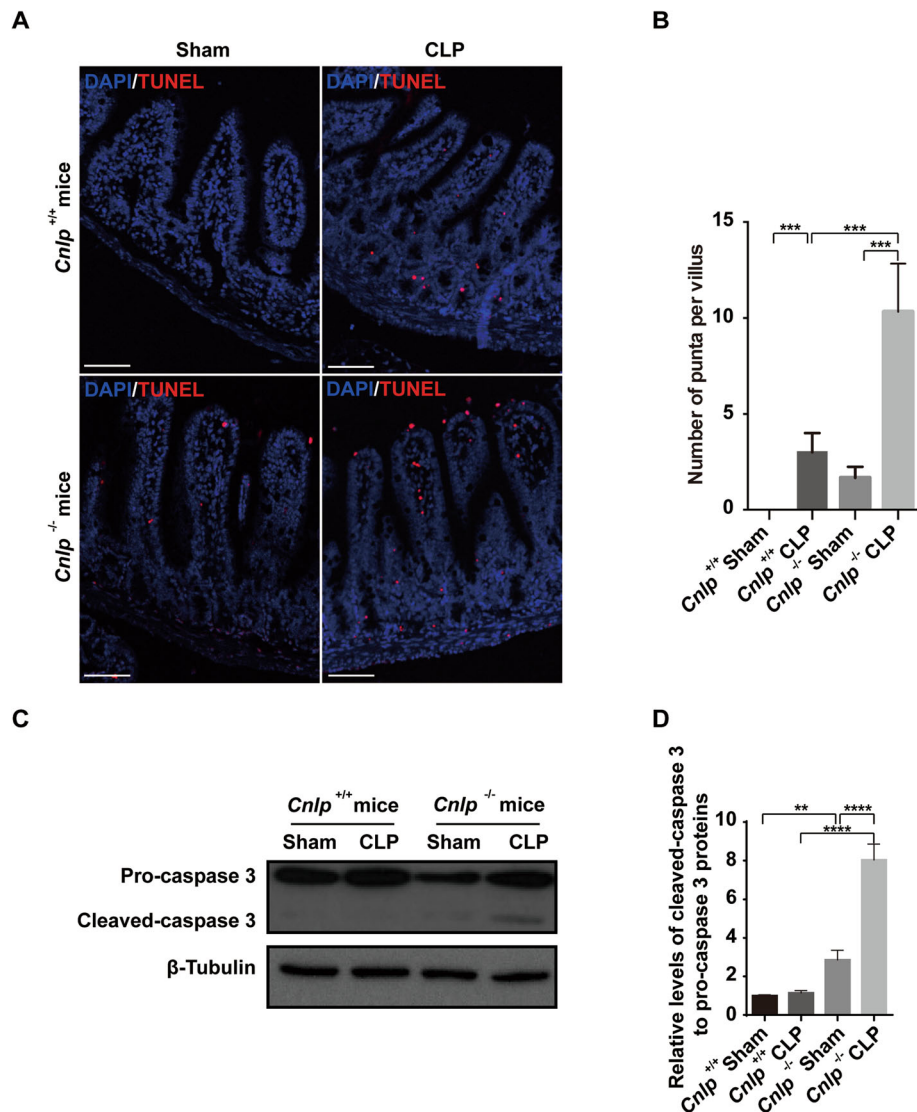 A
Sham
CLP
DAPI/TUNEL
DAPI/TUNEL
Cnlp +/+ mice
DAPI/TUNEL
DAPI/TUNEL
Cnlp -/- mice
B
Number of punta per villus
15
10
5
0
***
***
***
Cnlp +/+ Sham
Cnlp +/+ CLP
Cnlp -/- Sham
Cnlp -/- CLP
C
Cnlp +/+ mice
Cnlp -/- mice
Sham
CLP
Sham
CLP
Pro-caspase 3
Cleaved-caspase 3
β-Tubulin
D
Relative levels of cleaved-caspase 3
to pro-caspase 3 proteins
10
8
6
4
2
0
**
****
****
Cnlp +/+ Sham
Cnlp +/+ CLP
Cnlp -/- Sham
Cnlp -/- CLP